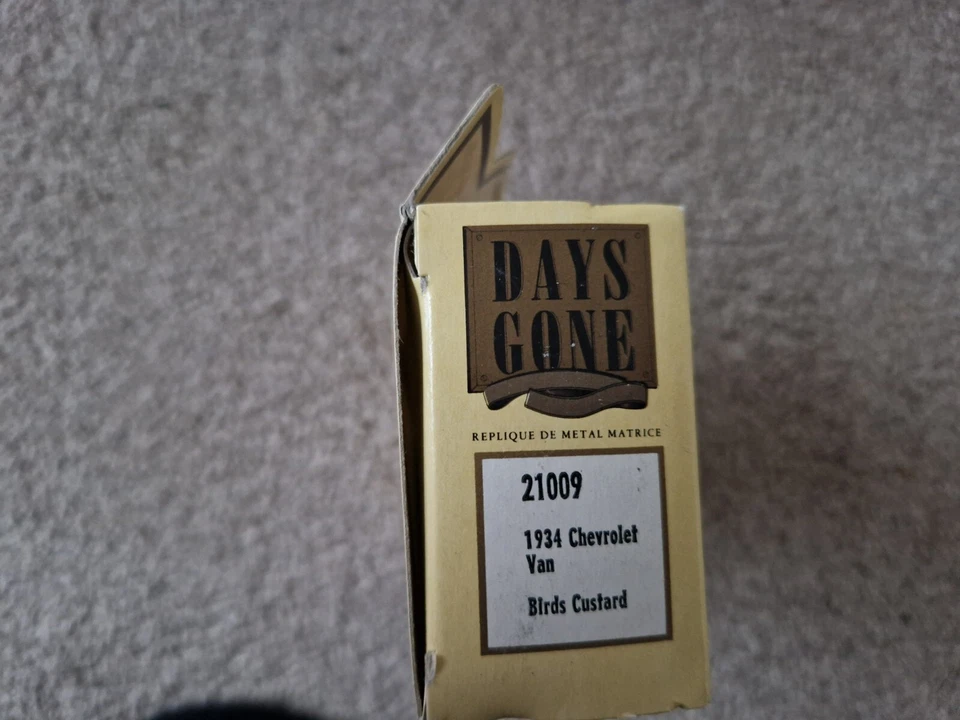 DAYS
GONE
REPLIQUE DE METAL MATRICE
21009
1934 Chevrolet
Van
Birds Custard